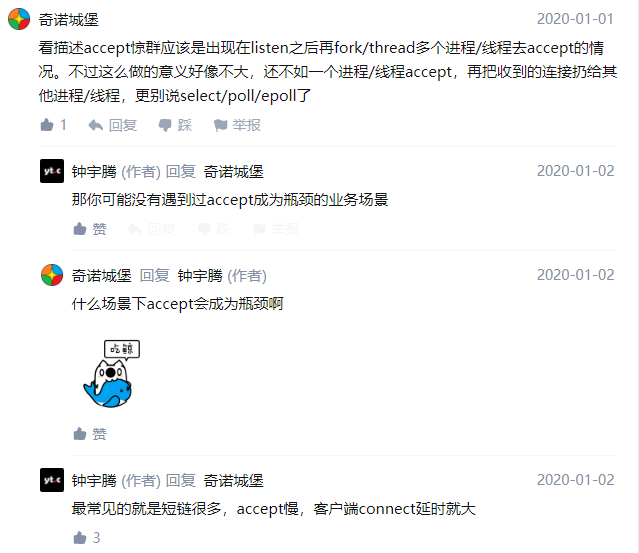 奇诺城堡 2020-01-01
看描述accept惊群应该是出现在listen之后再fork/thread多个进程/线程去accept的情
况。不过这么做的意义好像不大，还不如一个进程/线程accept，再把收到的连接扔给其
他进程/线程，更别说select/poll/epoll了
1 回复 踩 举报
yt.c 钟宇腾 (作者) 回复 奇诺城堡 2020-01-02
那你可能没有遇到过accept成为瓶颈的业务场景
赞 回复 踩 举报
奇诺城堡 回复 钟宇腾 (作者) 2020-01-02
什么场景下accept会成为瓶颈啊
吃鲸
赞
yt.c 钟宇腾 (作者) 回复 奇诺城堡 2020-01-02
最常见的就是短链很多，accept慢，客户端connect延时就大
3